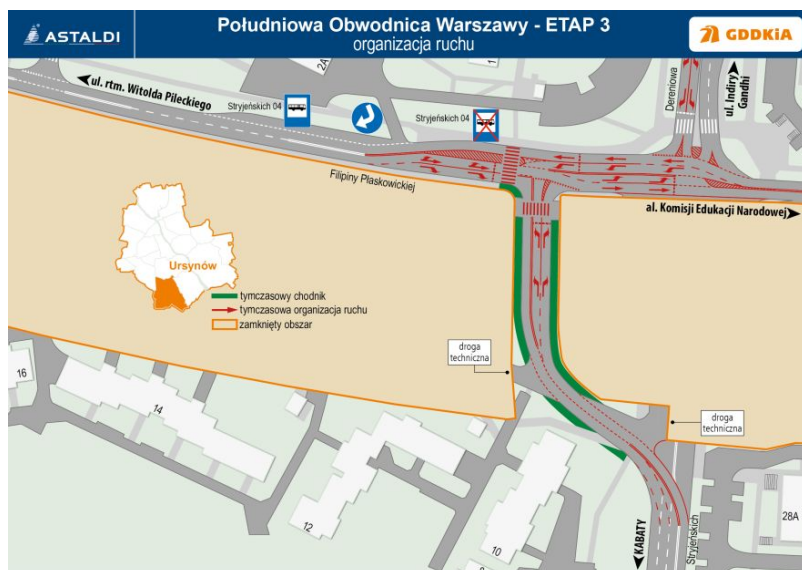 ASTALDI
Południowa Obwodnica Warszawy - ETAP 3
organizacja ruchu
GDDKiA
ul. rtm. Witolda Pileckiego
2A
1
Stryjeńskich 04
Stryjeńskich 04
Dereniowa
ul. Indiry
Gandhi
Filipiny Płaskowickiej
al. Komisji Edukacji Narodowej
Ursynów
tymczasowy chodnik
tymczasowa organizacja ruchu
zamknięty obszar
droga
techniczna
droga
techniczna
16
14
12
10
28A
KABATY
Stryjeńskich